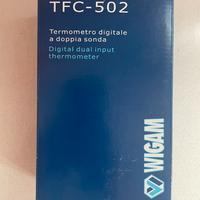 TFC-502
Termometro digitale
a doppia sonda
Digital dual input
thermometer
WIGAM